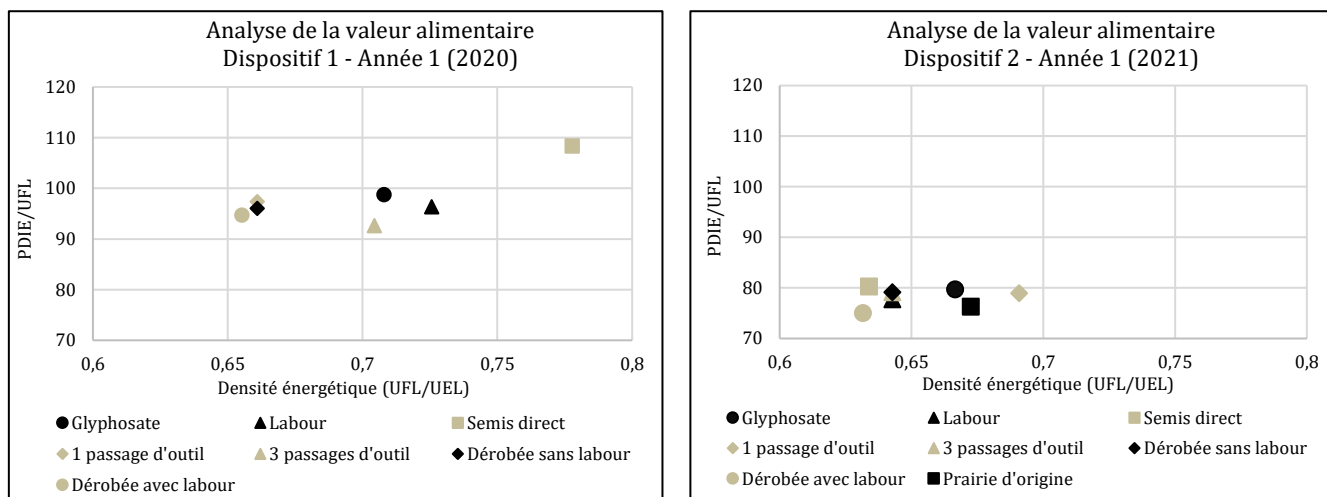 Analyse de la valeur alimentaire
Dispositif 1 - Année 1 (2020)
120
110
100
90
80
70
PDIE/UFL
0,6
0,65
0,7
0,75
0,8
Densité énergétique (UFL/UEL)
Glyphosate
Labour
Semis direct
1 passage d'outil
3 passages d'outil
Dérobée sans labour
Dérobée avec labour
Analyse de la valeur alimentaire
Dispositif 2 - Année 1 (2021)
120
110
100
90
80
70
PDIE/UFL
0,6
0,65
0,7
0,75
0,8
Densité énergétique (UFL/UEL)
Glyphosate
Labour
Semis direct
1 passage d'outil
3 passages d'outil
Dérobée sans labour
Dérobée avec labour
Prairie d'origine